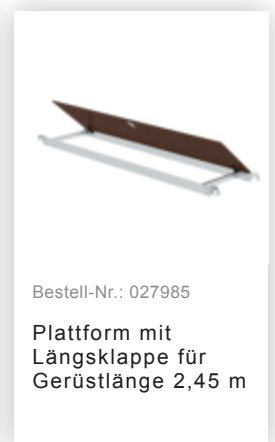 Bestell-Nr.: 027985
Plattform mit
Längsklappe für
Gerüstlänge 2,45 m